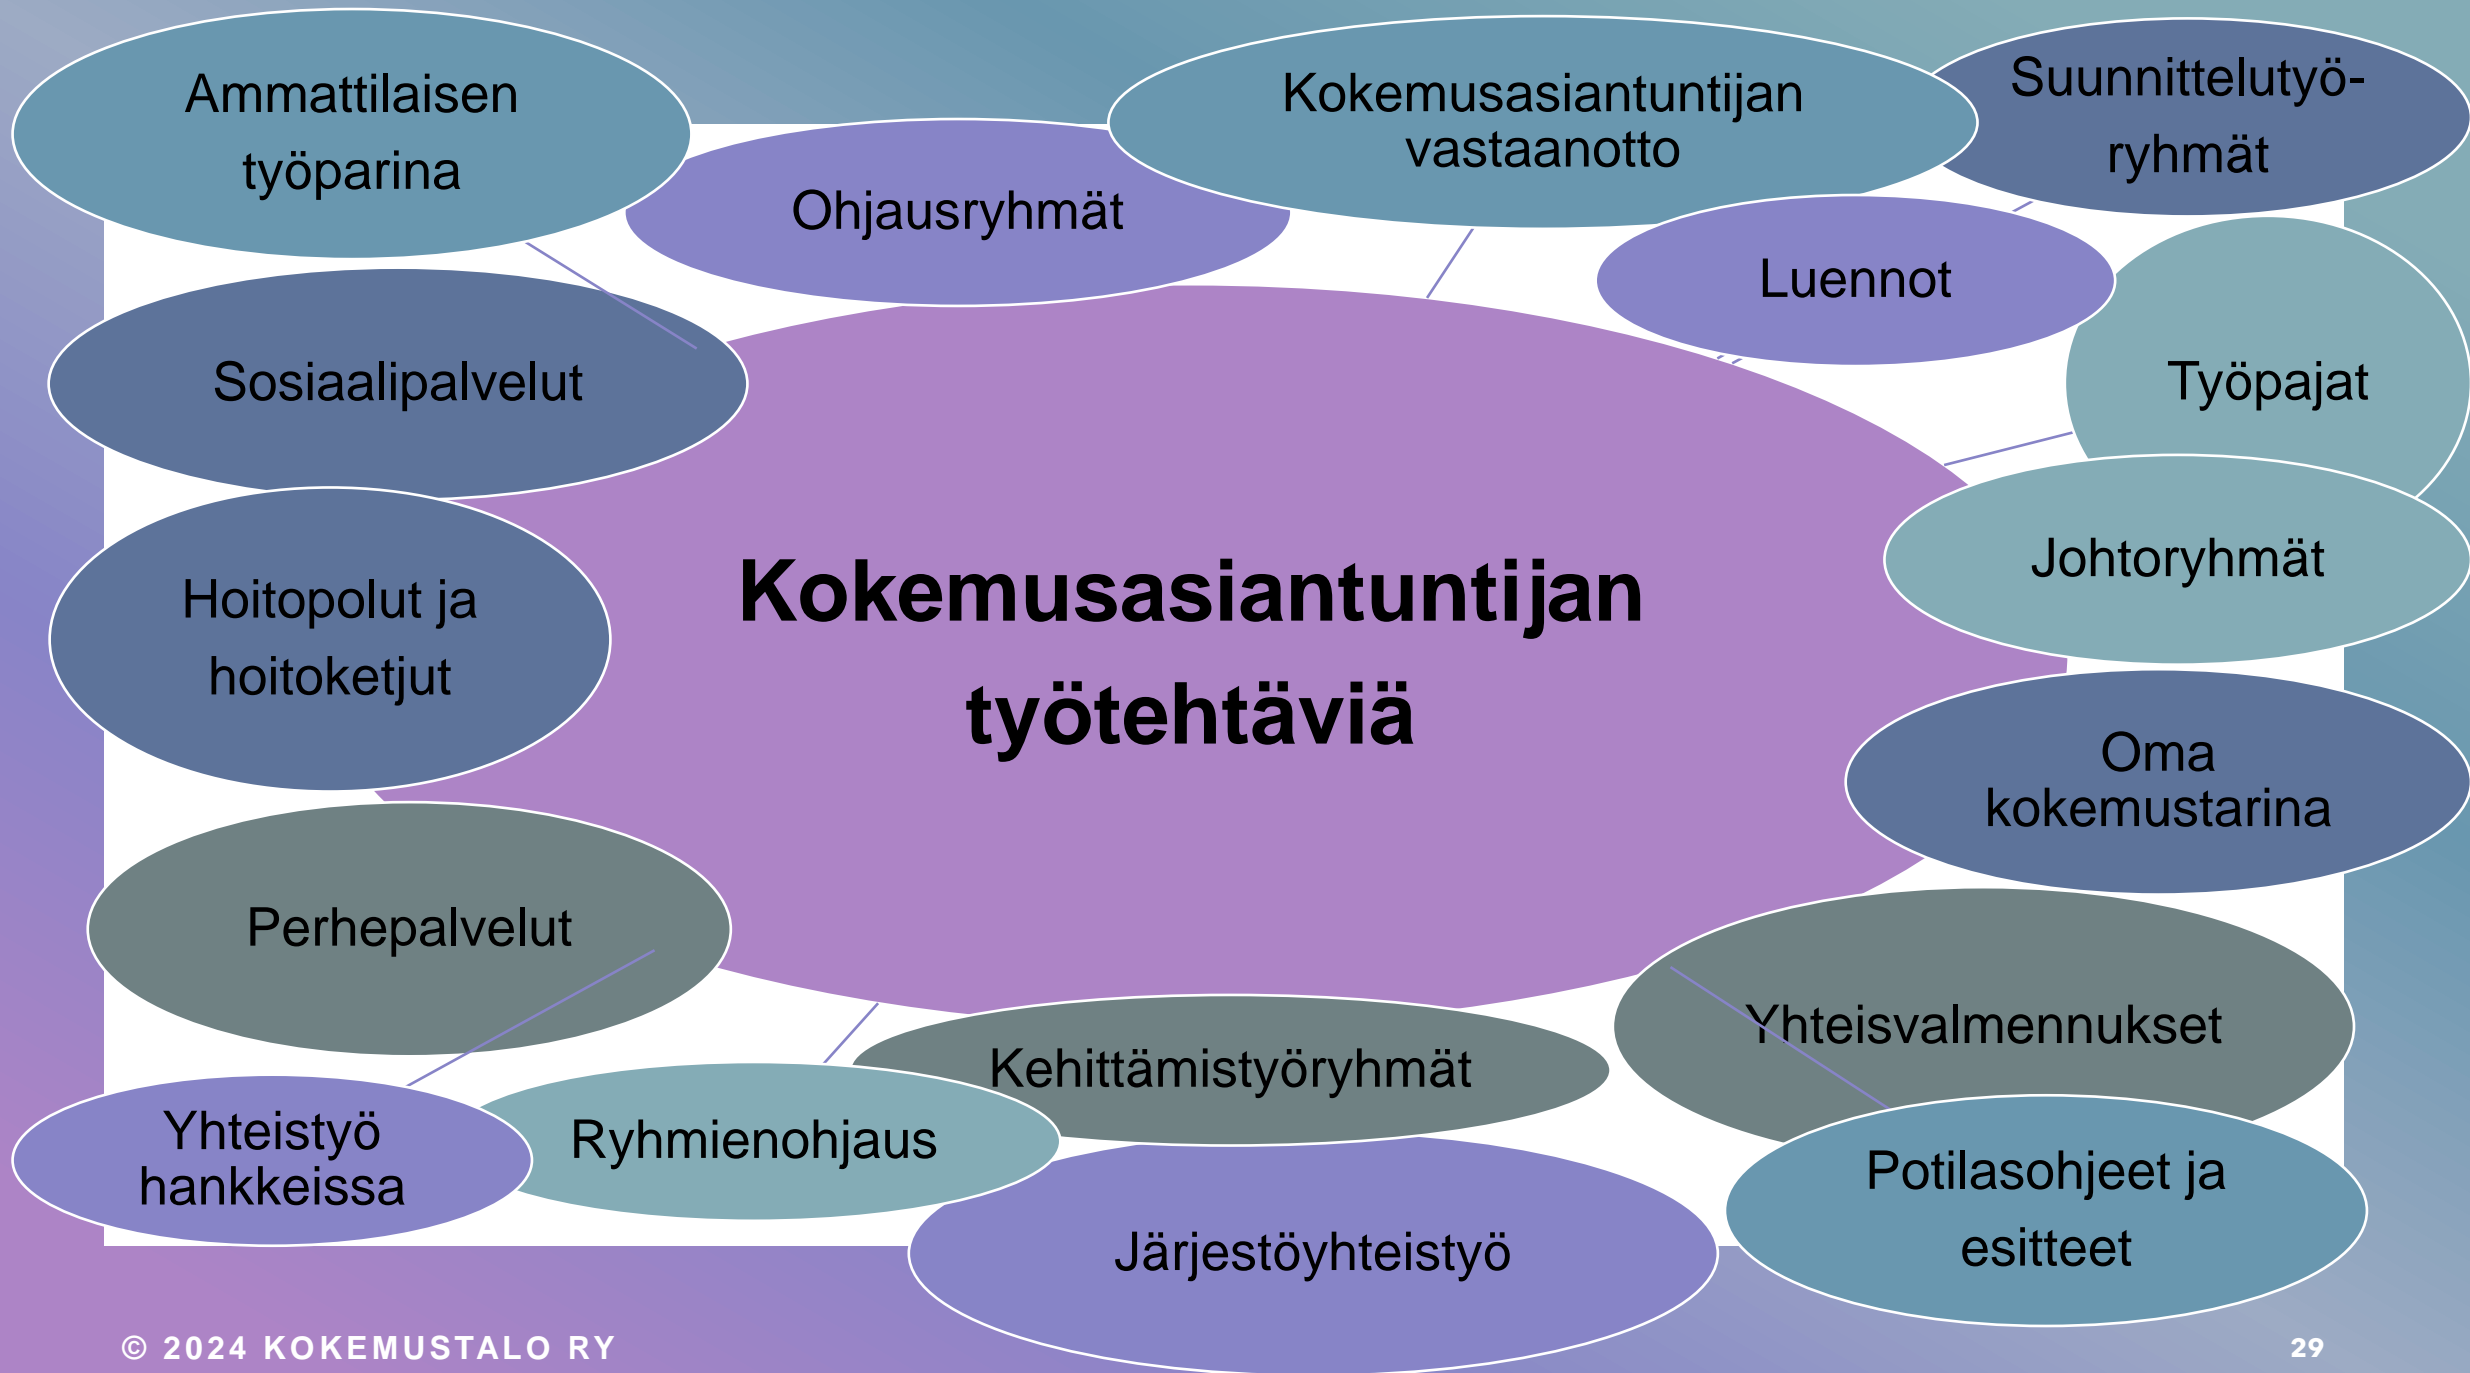 Ammattilaisen
työparina
Ohjausryhmät
Kokemusasiantuntijan
vastaanotto
Suunnittelutyö-
ryhmät
Luennot
Työpajat
Sosiaalipalvelut
Johtoryhmät
Hoitopolut ja
hoitoketjut
Kokemusasiantuntijan
työtehtäviä
Oma
kokemustarina
Perhepalvelut
Yhteisvalmennukset
Kehittämistyöryhmät
Yhteistyö
hankkeissa
Ryhmienohjaus
Järjestöyhteistyö
Potilasohjeet ja
esitteet
© 2024 KOKEMUSTALO RY
29